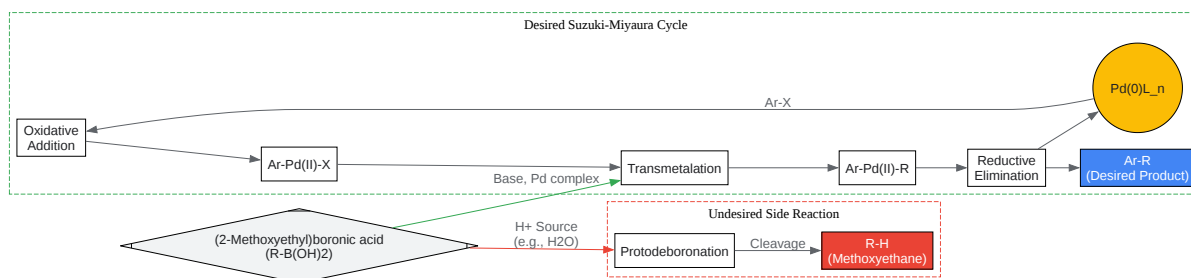 Desired Suzuki-Miyaura Cycle
Pd(0)L_n
Ar-X
Oxidative
Addition
Ar-Pd(II)-X
Transmetalation
Ar-Pd(II)-R
Reductive
Elimination
Ar-R
(Desired Product)
Base, Pd complex
(2-Methoxyethyl)boronic acid
(R-B(OH)2)
H+ Source
(e.g., H2O)
Undesired Side Reaction
Protodeboronation
Cleavage
R-H
(Methoxyethane)